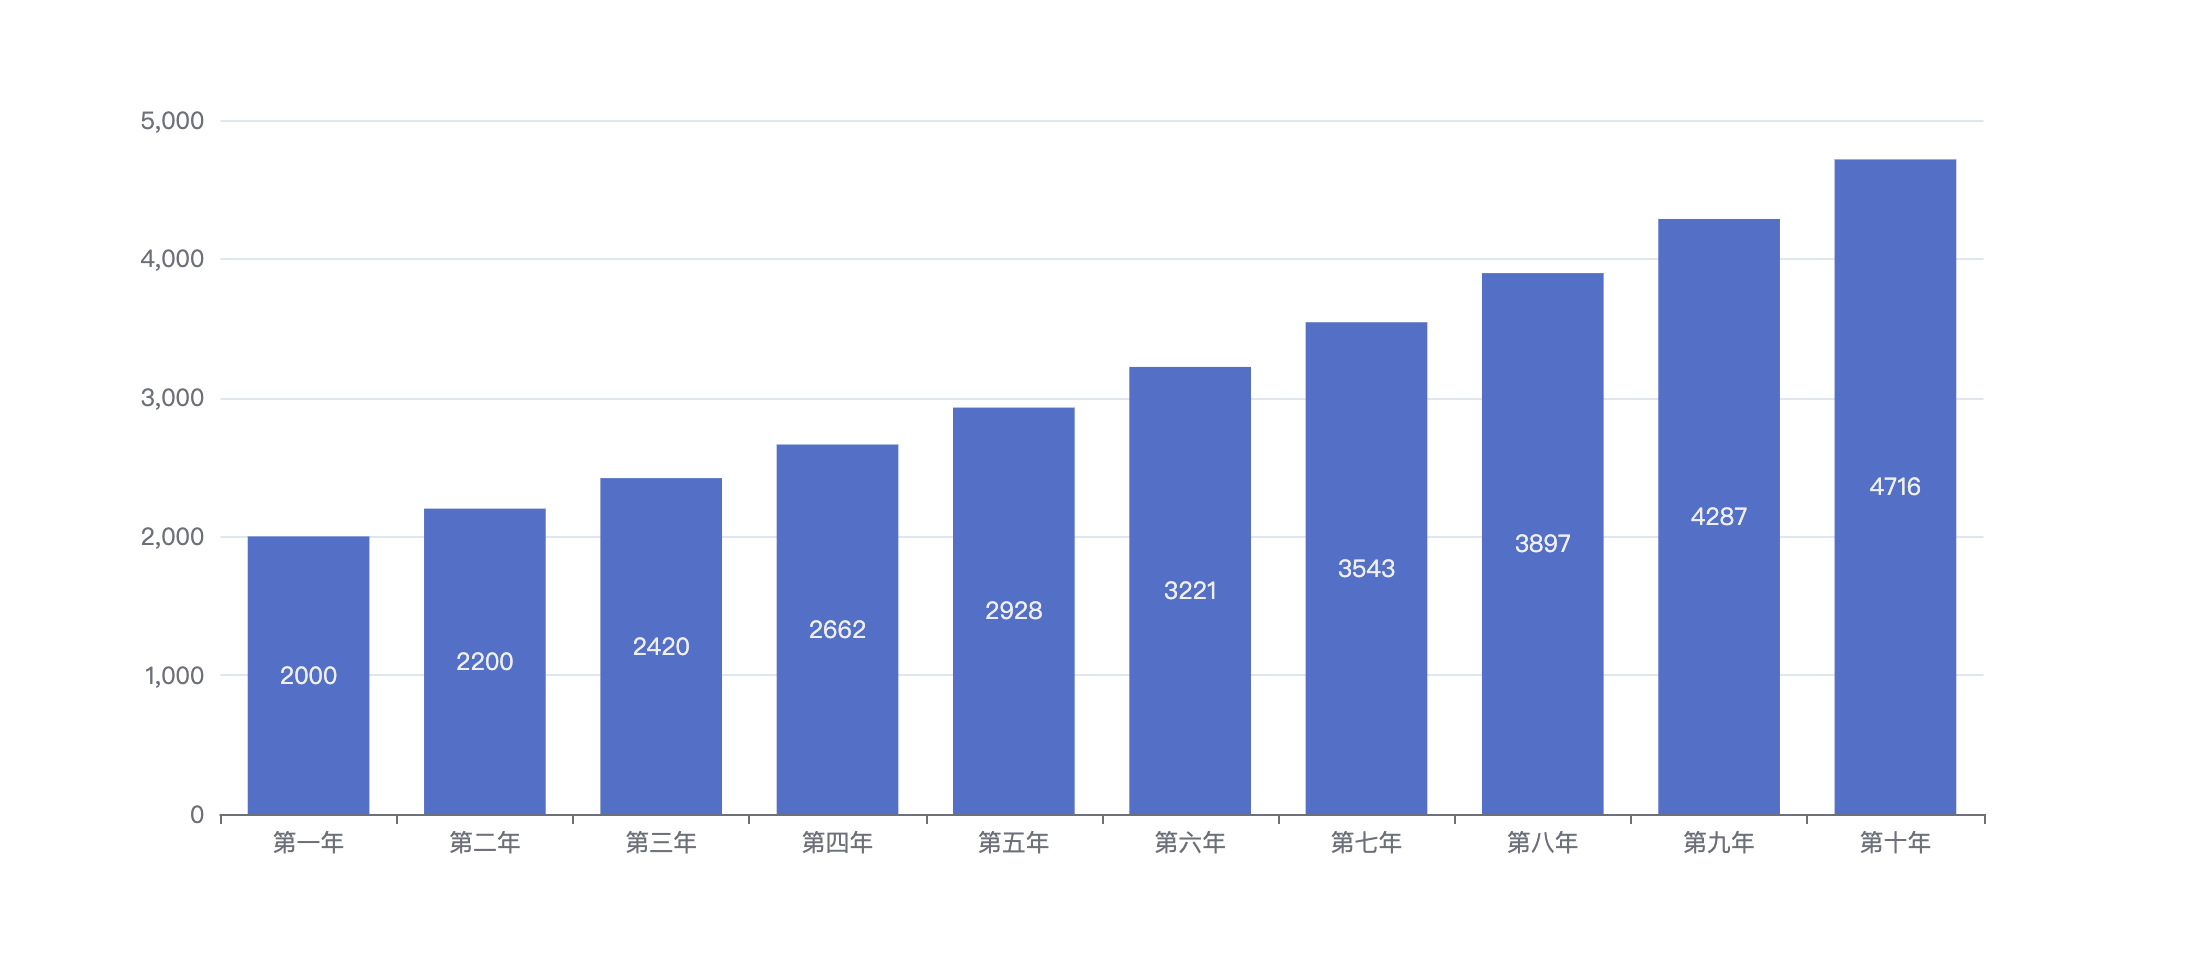 5,000
4,000
3,000
2,000
1,000
0
2000
2200
2420
2662
2928
3221
3543
3897
4287
4716
第一年
第二年
第三年
第四年
第五年
第六年
第七年
第八年
第九年
第十年